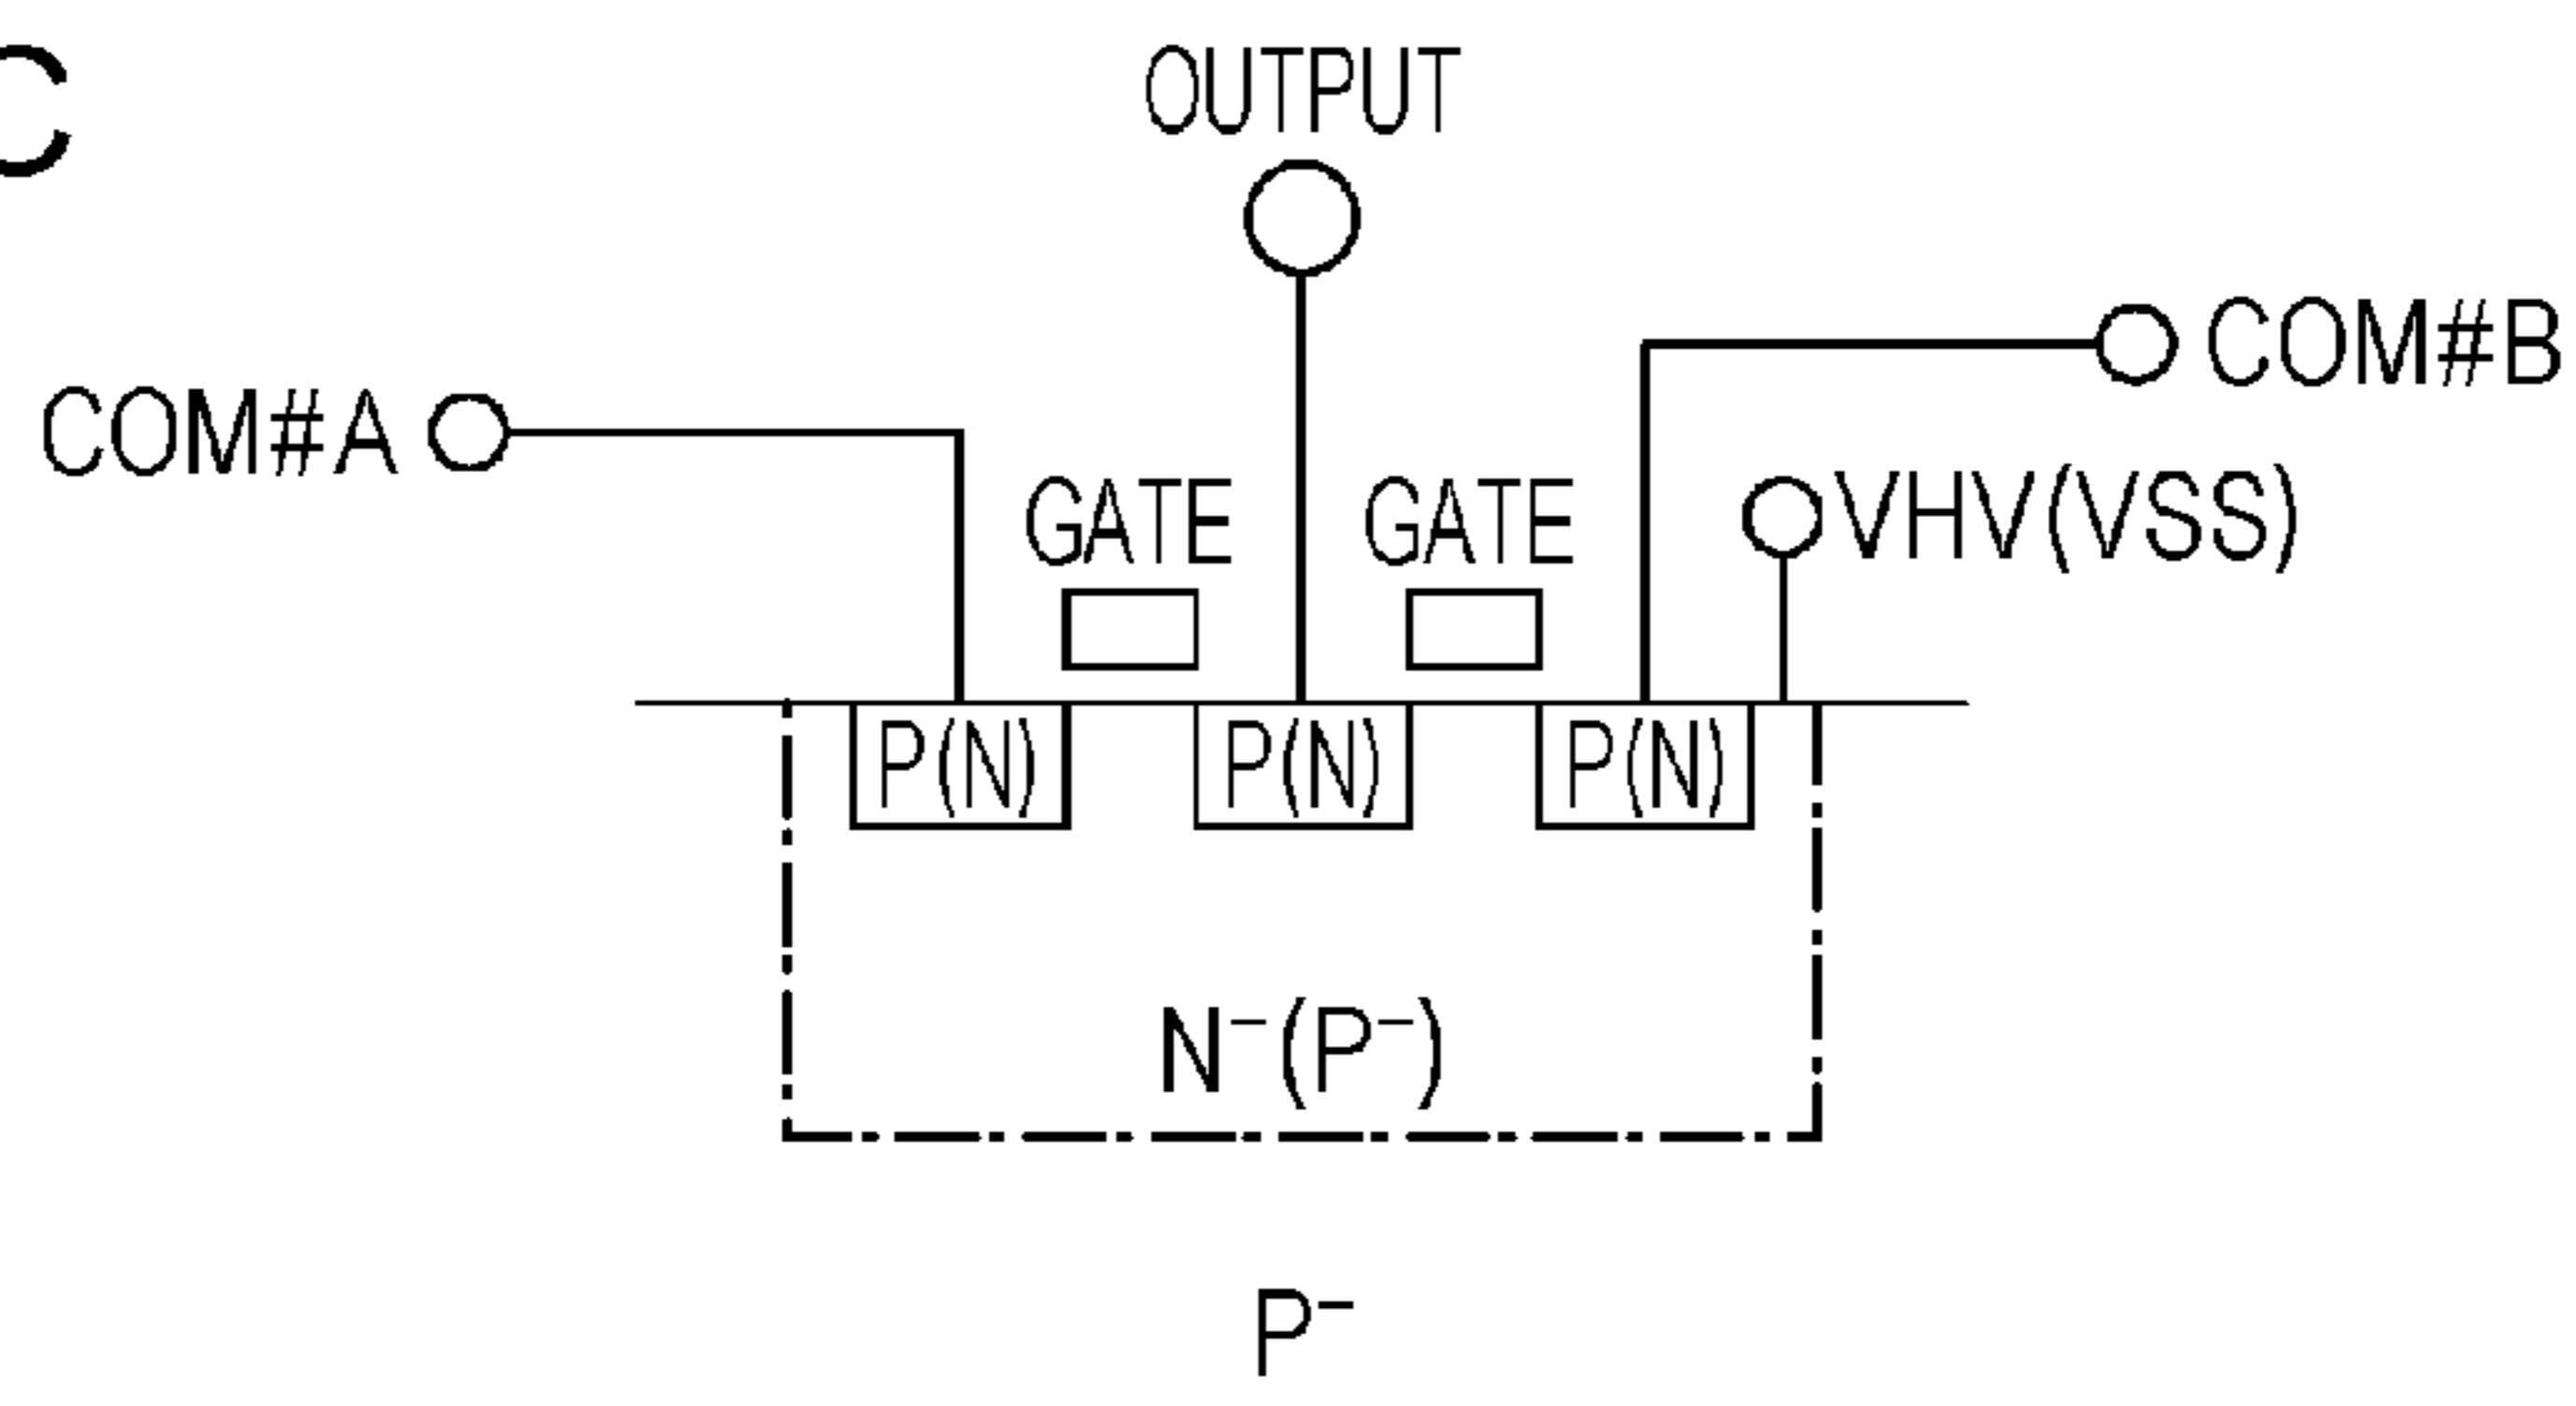 C
OUTPUT
COM#B
COM#A
GATE GATE VHV(VSS)
P(N) P(N) P(N)
N⁻(P⁻)
P⁻